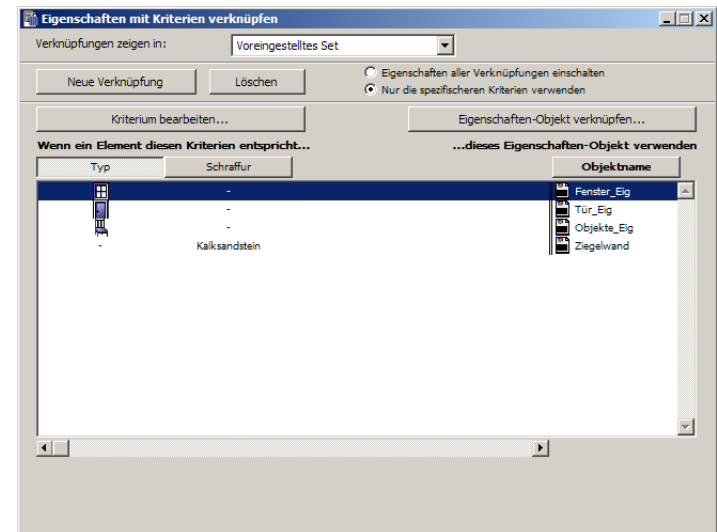 Eigenschaften mit Kriterien verknüpfen
Verknüpfungen zeigen in: Voreingestelltes Set
Neue Verknüpfung Löschen Eigenschaften aller Verknüpfungen einschalten
Nur die spezifischeren Kriterien verwenden
Kriterium bearbeiten... Eigenschaften-Objekt verknüpfen...
Wenn ein Element diesen Kriterien entspricht... ...dieses Eigenschaften-Objekt verwenden
Typ Schraffur Objektname
- Fenster_Eig
- Tür_Eig
- Objekte_Eig
- Kalksandstein Ziegelwand